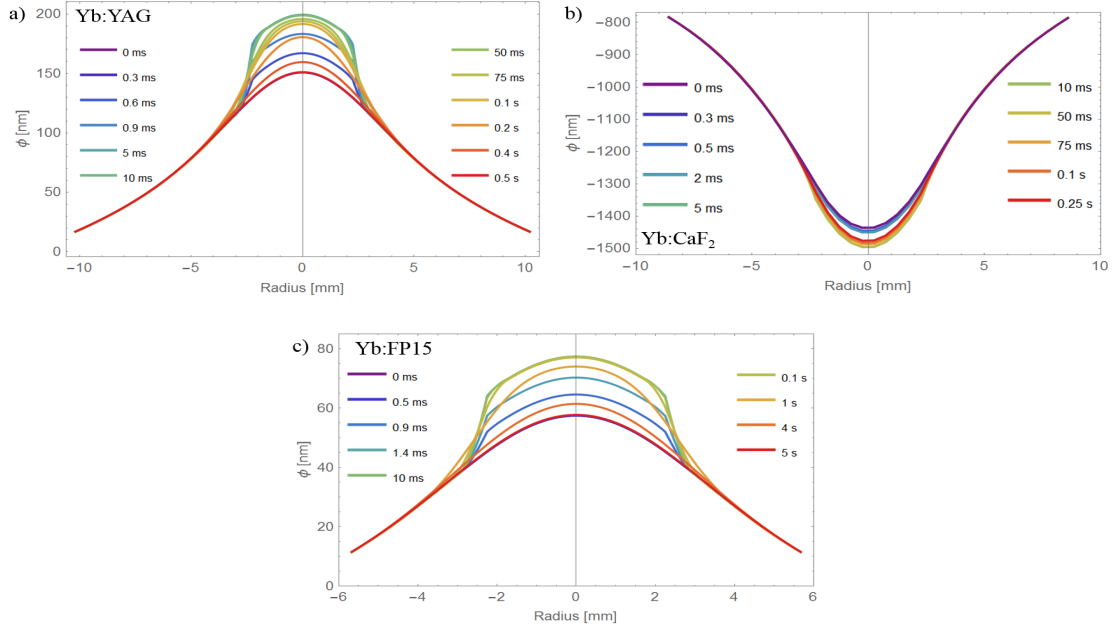 a)
Yb:YAG
200
150
100
50
0
ϕ [nm]
0 ms
0.3 ms
0.6 ms
0.9 ms
5 ms
10 ms
50 ms
75 ms
0.1 s
0.2 s
0.4 s
0.5 s
−10 −5 0 5 10
Radius [mm]
b)
−800
−900
−1000
−1100
−1200
−1300
−1400
−1500
ϕ [nm]
0 ms
0.3 ms
0.5 ms
2 ms
5 ms
10 ms
50 ms
75 ms
0.1 s
0.25 s
Yb:CaF₂
−10 −5 0 5 10
Radius [mm]
c)
Yb:FP15
80
60
40
20
0
ϕ [nm]
0 ms
0.5 ms
0.9 ms
1.4 ms
10 ms
0.1 s
1 s
4 s
5 s
−6 −4 −2 0 2 4 6
Radius [mm]